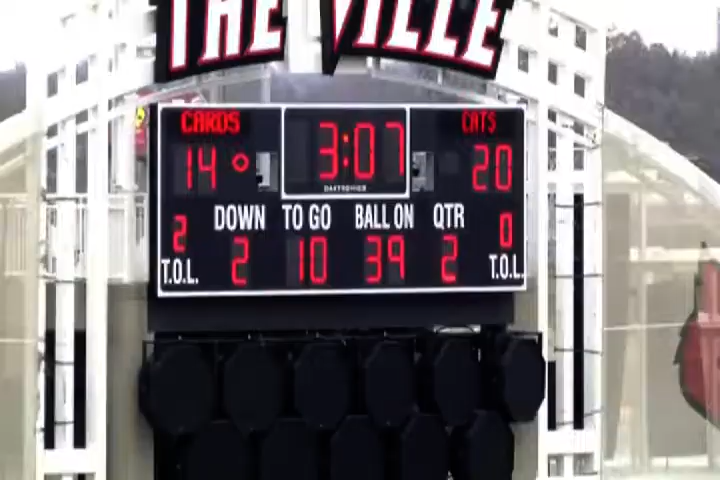 THE VILLE
CARDS 3:07 CATS
14 20
DAKTRONICS
DOWN TO GO BALL ON QTR
2 2 10 39 2 0
T.O.L. T.O.L.